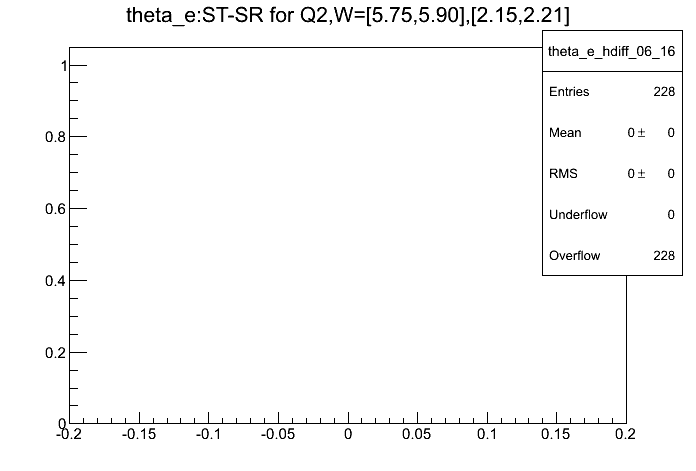 theta_e:ST-SR for Q2,W=[5.75,5.90],[2.15,2.21]
theta_e_hdiff_06_16
Entries 228
Mean 0 ± 0
RMS 0 ± 0
Underflow 0
Overflow 228
1
0.8
0.6
0.4
0.2
0
-0.2 -0.15 -0.1 -0.05 0 0.05 0.1 0.15 0.2